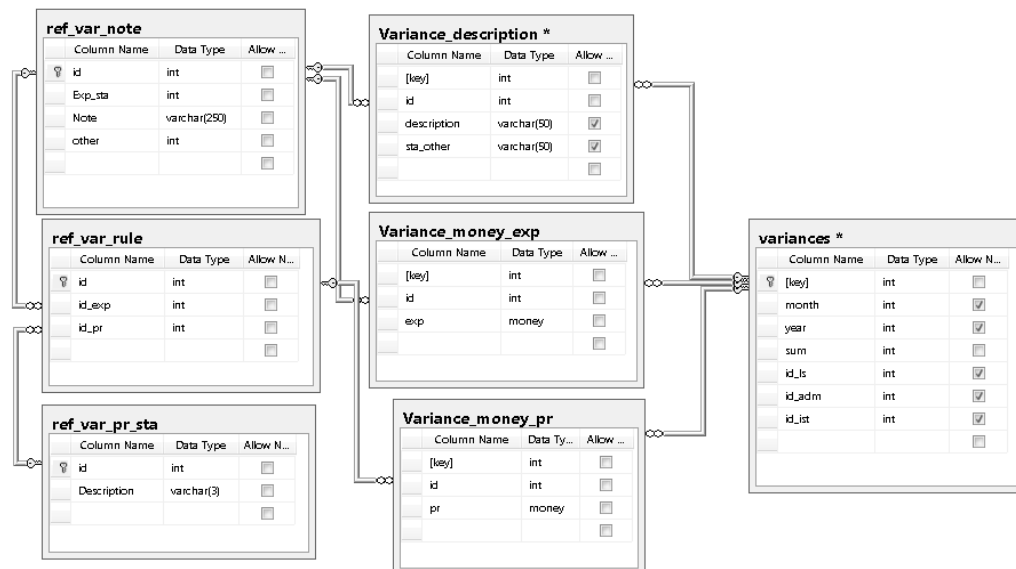 ref_var_note
Column Name Data Type Allow ...
id int
Exp_sta int
Note varchar(250)
other int
ref_var_rule
Column Name Data Type Allow N...
id int
id_exp int
id_pr int
ref_var_pr_sta
Column Name Data Type Allow N...
id int
Description varchar(3)
Variance_description *
Column Name Data Type Allow ...
[key] int
id int
description varchar(50)
sta_other varchar(50)
Variance_money_exp
Column Name Data Type Allow ...
[key] int
id int
exp money
Variance_money_pr
Column Name Data Ty... Allow ...
[key] int
id int
pr money
variances *
Column Name Data Type Allow N...
[key] int
month int
year int
sum int
id_ls int
id_adm int
id_ist int